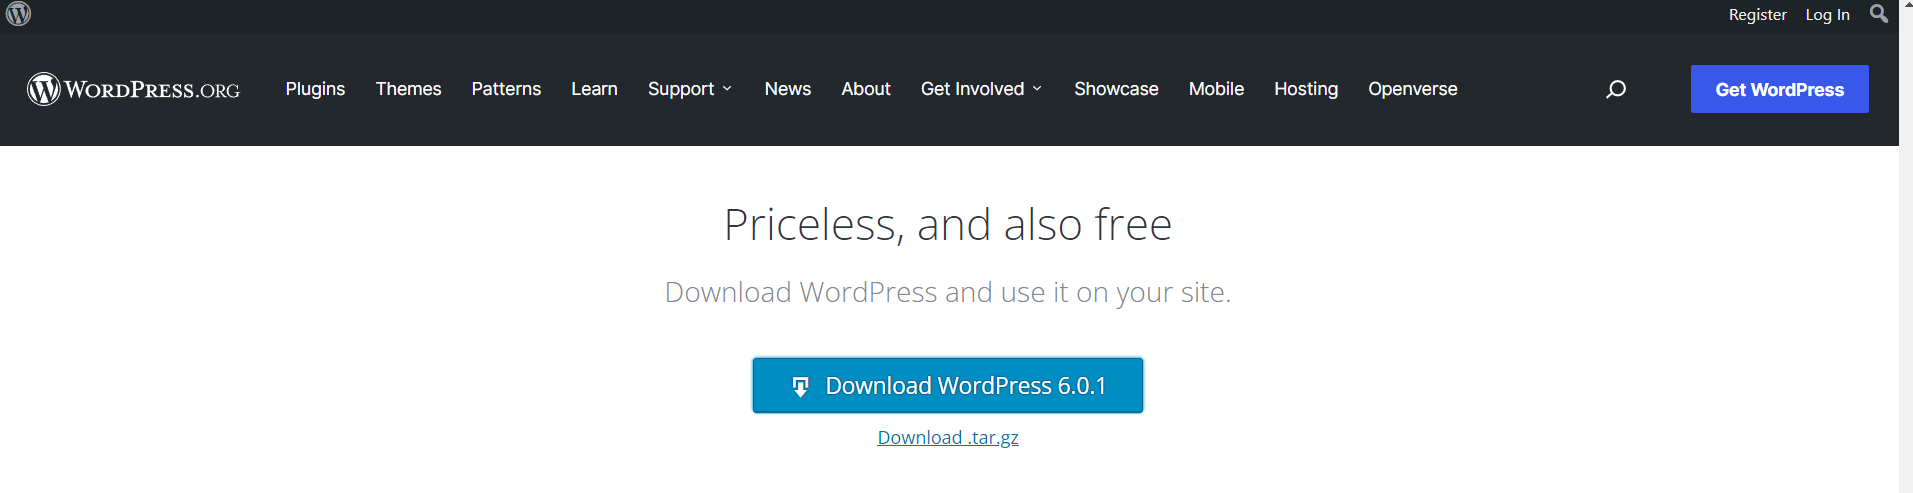 Register Log In
WORDPRESS.ORG Plugins Themes Patterns Learn Support News About Get Involved Showcase Mobile Hosting Openverse Get WordPress
Priceless, and also free
Download WordPress and use it on your site.
Download WordPress 6.0.1
Download .tar.gz